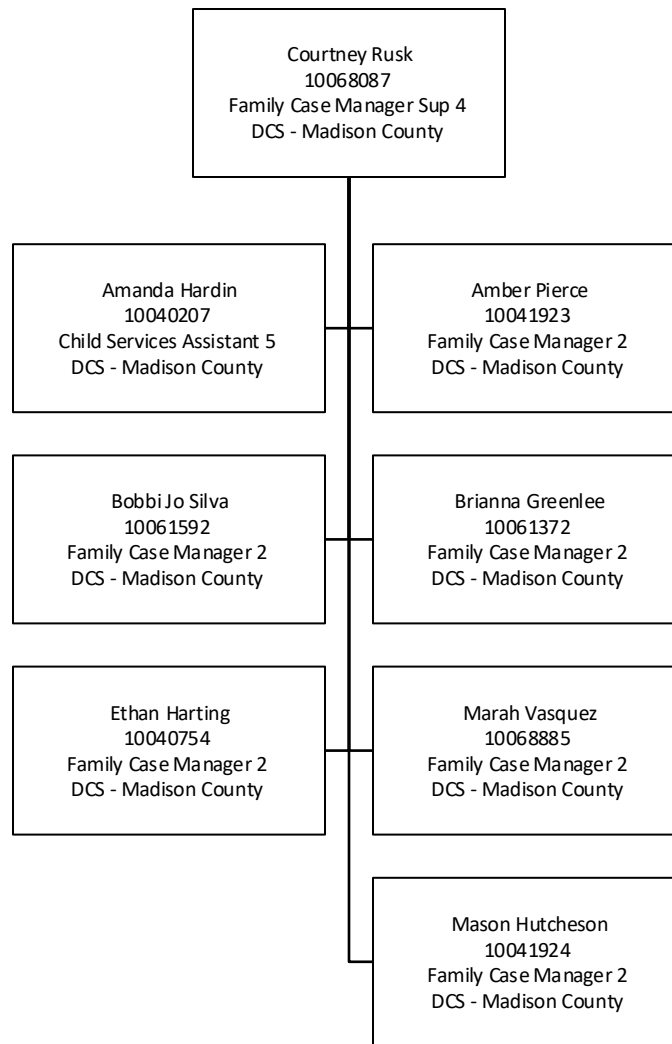 Courtney Rusk
10068087
Family Case Manager Sup 4
DCS - Madison County
Amanda Hardin
10040207
Child Services Assistant 5
DCS - Madison County
Amber Pierce
10041923
Family Case Manager 2
DCS - Madison County
Bobbi Jo Silva
10061592
Family Case Manager 2
DCS - Madison County
Brianna Greenlee
10061372
Family Case Manager 2
DCS - Madison County
Ethan Harting
10040754
Family Case Manager 2
DCS - Madison County
Marah Vasquez
10068885
Family Case Manager 2
DCS - Madison County
Mason Hutcheson
10041924
Family Case Manager 2
DCS - Madison County